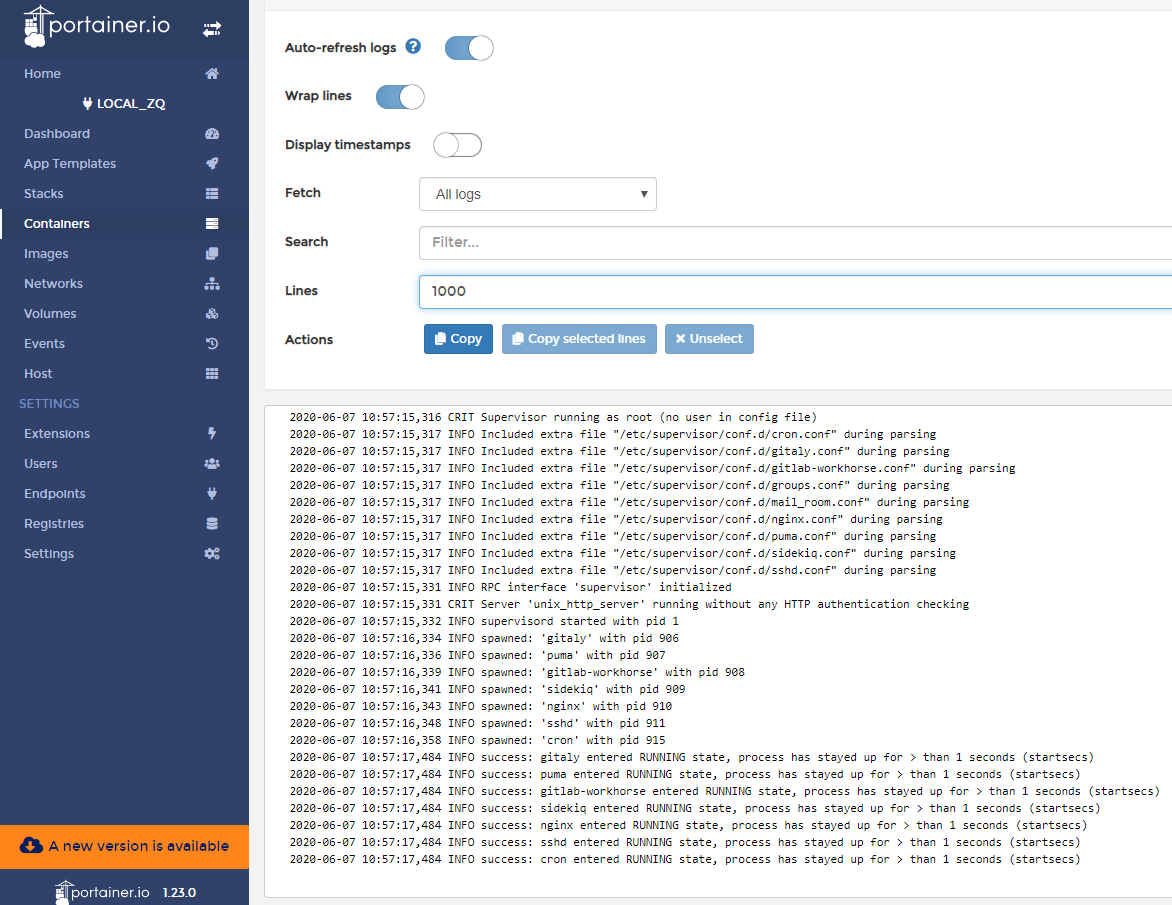 portainer.io
Home
LOCAL_ZQ
Dashboard
App Templates
Stacks
Containers
Images
Networks
Volumes
Events
Host
SETTINGS
Extensions
Users
Endpoints
Registries
Settings
A new version is available
portainer.io 1.23.0
Auto-refresh logs ?
Wrap lines
Display timestamps
Fetch All logs
Search Filter...
Lines 1000
Actions Copy Copy selected lines Unselect
2020-06-07 10:57:15,316 CRIT Supervisor running as root (no user in config file)
2020-06-07 10:57:15,317 INFO Included extra file "/etc/supervisor/conf.d/cron.conf" during parsing
2020-06-07 10:57:15,317 INFO Included extra file "/etc/supervisor/conf.d/gitaly.conf" during parsing
2020-06-07 10:57:15,317 INFO Included extra file "/etc/supervisor/conf.d/gitlab-workhorse.conf" during parsing
2020-06-07 10:57:15,317 INFO Included extra file "/etc/supervisor/conf.d/groups.conf" during parsing
2020-06-07 10:57:15,317 INFO Included extra file "/etc/supervisor/conf.d/mail_room.conf" during parsing
2020-06-07 10:57:15,317 INFO Included extra file "/etc/supervisor/conf.d/nginx.conf" during parsing
2020-06-07 10:57:15,317 INFO Included extra file "/etc/supervisor/conf.d/puma.conf" during parsing
2020-06-07 10:57:15,317 INFO Included extra file "/etc/supervisor/conf.d/sidekiq.conf" during parsing
2020-06-07 10:57:15,317 INFO Included extra file "/etc/supervisor/conf.d/sshd.conf" during parsing
2020-06-07 10:57:15,331 INFO RPC interface 'supervisor' initialized
2020-06-07 10:57:15,331 CRIT Server 'unix_http_server' running without any HTTP authentication checking
2020-06-07 10:57:15,332 INFO supervisord started with pid 1
2020-06-07 10:57:16,334 INFO spawned: 'gitaly' with pid 906
2020-06-07 10:57:16,336 INFO spawned: 'puma' with pid 907
2020-06-07 10:57:16,339 INFO spawned: 'gitlab-workhorse' with pid 908
2020-06-07 10:57:16,341 INFO spawned: 'sidekiq' with pid 909
2020-06-07 10:57:16,343 INFO spawned: 'nginx' with pid 910
2020-06-07 10:57:16,348 INFO spawned: 'sshd' with pid 911
2020-06-07 10:57:16,358 INFO spawned: 'cron' with pid 915
2020-06-07 10:57:17,484 INFO success: gitaly entered RUNNING state, process has stayed up for > than 1 seconds (startsecs)
2020-06-07 10:57:17,484 INFO success: puma entered RUNNING state, process has stayed up for > than 1 seconds (startsecs)
2020-06-07 10:57:17,484 INFO success: gitlab-workhorse entered RUNNING state, process has stayed up for > than 1 seconds (startsecs)
2020-06-07 10:57:17,484 INFO success: sidekiq entered RUNNING state, process has stayed up for > than 1 seconds (startsecs)
2020-06-07 10:57:17,484 INFO success: nginx entered RUNNING state, process has stayed up for > than 1 seconds (startsecs)
2020-06-07 10:57:17,484 INFO success: sshd entered RUNNING state, process has stayed up for > than 1 seconds (startsecs)
2020-06-07 10:57:17,484 INFO success: cron entered RUNNING state, process has stayed up for > than 1 seconds (startsecs)